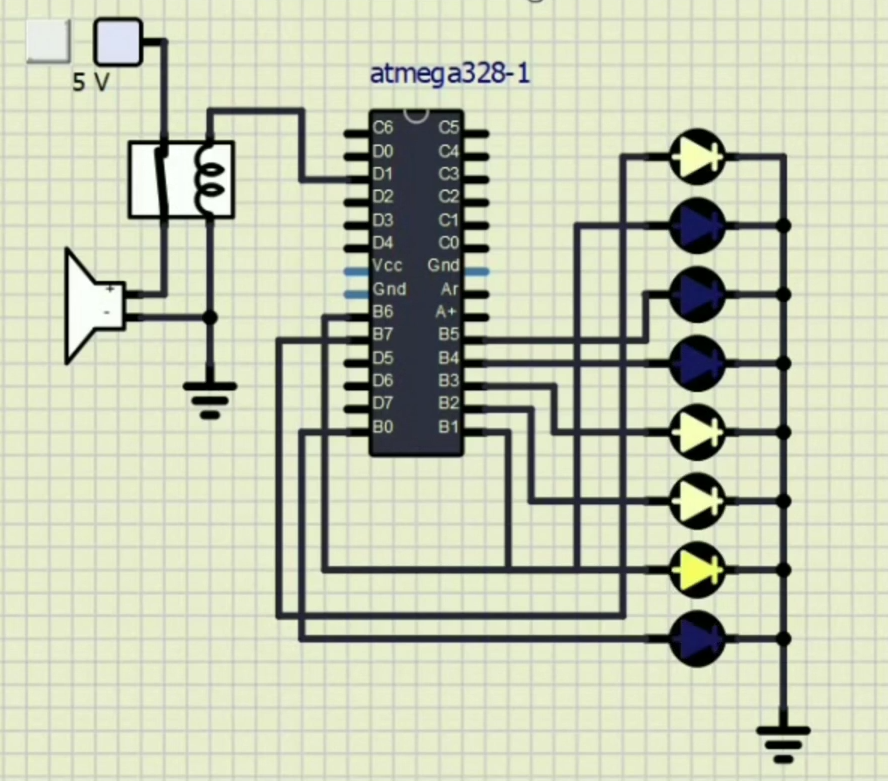 5 V
atmega328-1
C6 C5
D0 C4
D1 C3
D2 C2
D3 C1
D4 C0
Vcc Gnd
Gnd Ar
B6 A+
B7 B5
D5 B4
D6 B3
D7 B2
B0 B1
+
-